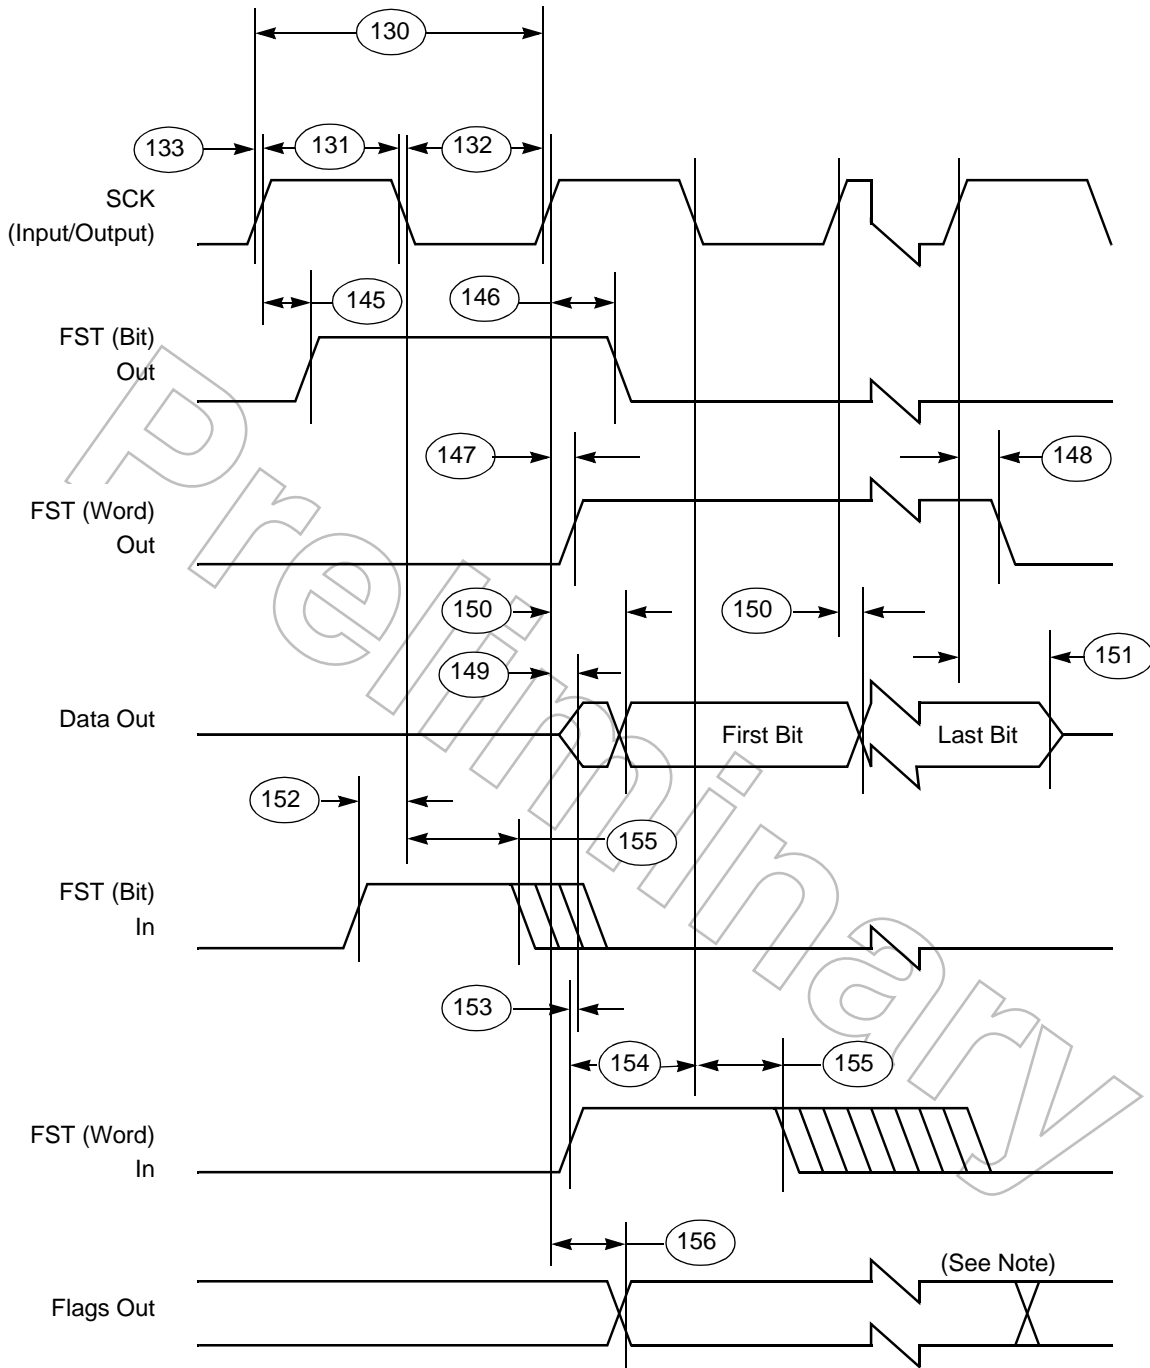 130
133
131
132
SCK
(Input/Output)
145
146
FST (Bit)
Out
147
148
FST (Word)
Out
150
150
149
151
Data Out
First Bit
Last Bit
152
155
FST (Bit)
In
153
154
155
FST (Word)
In
156
(See Note)
Flags Out
Preliminary